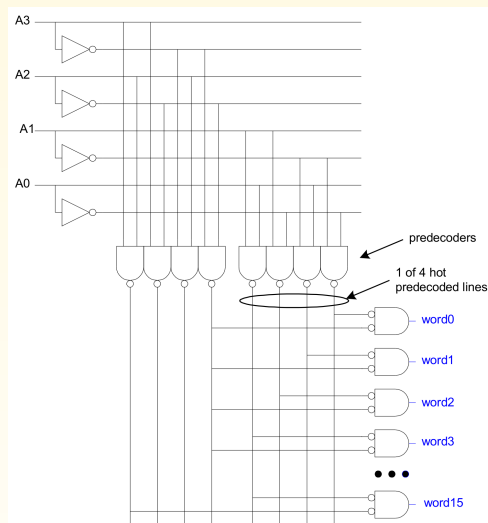 A3
A2
A1
A0
predecoders
1 of 4 hot
predecoded lines
word0
word1
word2
word3
word15